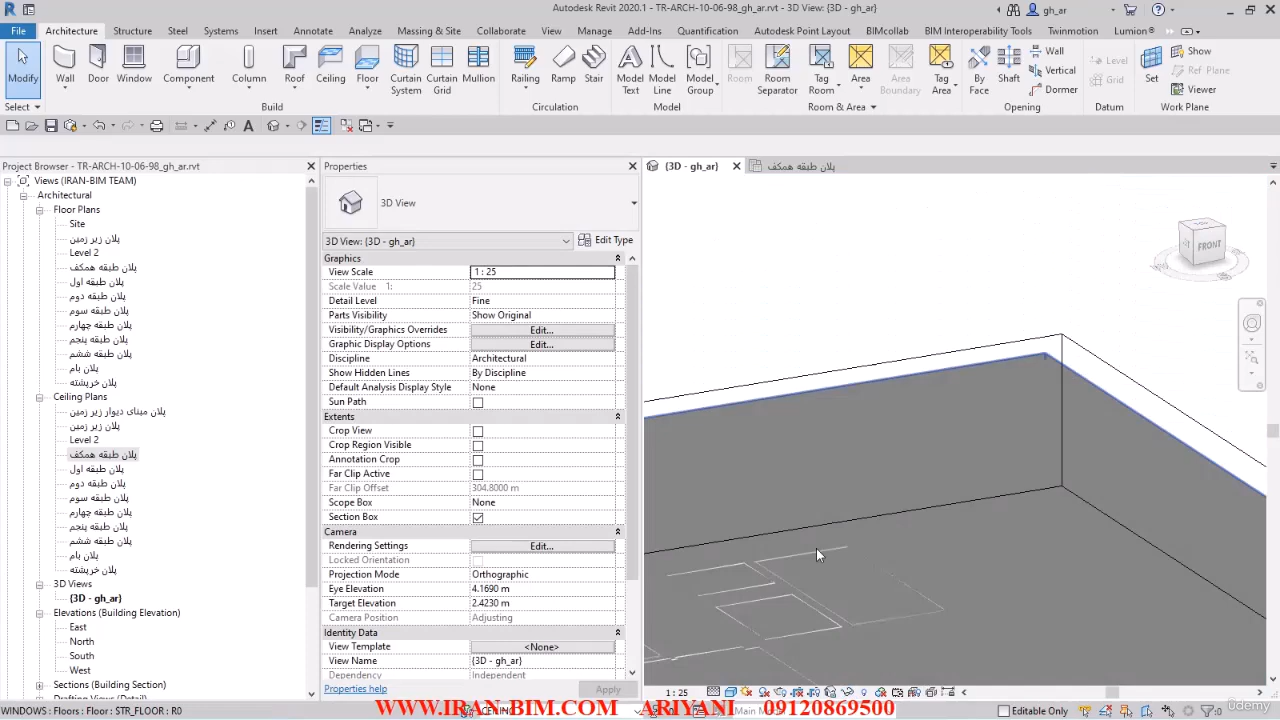 Autodesk Revit 2020.1 - TR-ARCH-10-06-98_gh_ar.rvt - 3D View: {3D - gh_ar}
gh_ar
File Architecture Structure Steel Systems Insert Annotate Analyze Massing & Site Collaborate View Manage Add-Ins Quantification Autodesk Point Layout BIMcollab BIM Interoperability Tools Twinmotion Lumion®
Modify Wall Door Window Component Column Roof Ceiling Floor Curtain System Curtain Grid Mullion Railing Ramp Stair Model Text Model Line Model Group Room Room Separator Tag Room Area Area Boundary Tag Area By Face Shaft Wall Vertical Dormer Level Grid Set Show Ref Plane Viewer
Select Build Circulation Model Room & Area Opening Datum Work Plane
Project Browser - TR-ARCH-10-06-98_gh_ar.rvt
Views (IRAN-BIM TEAM)
Architectural
Floor Plans
Site
پلان زیر زمین
Level 2
پلان طبقه همکف
پلان طبقه اول
پلان طبقه دوم
پلان طبقه سوم
پلان طبقه چهارم
پلان طبقه پنجم
پلان طبقه ششم
پلان بام
پلان خرپشته
Ceiling Plans
پلان مبنای دیوار زیر زمین
پلان زیر زمین
Level 2
پلان طبقه همکف
پلان طبقه اول
پلان طبقه دوم
پلان طبقه سوم
پلان طبقه چهارم
پلان طبقه پنجم
پلان طبقه ششم
پلان بام
پلان خرپشته
3D Views
{3D - gh_ar}
Elevations (Building Elevation)
East
North
South
West
Sections (Building Section)
Drafting Views (Detail)
Properties
3D View
3D View: {3D - gh_ar} Edit Type
Graphics
View Scale 1 : 25
Scale Value 1: 25
Detail Level Fine
Parts Visibility Show Original
Visibility/Graphics Overrides Edit...
Graphic Display Options Edit...
Discipline Architectural
Show Hidden Lines By Discipline
Default Analysis Display Style None
Sun Path
Extents
Crop View
Crop Region Visible
Annotation Crop
Far Clip Active
Far Clip Offset 304.8000 m
Scope Box None
Section Box
Camera
Rendering Settings Edit...
Locked Orientation
Projection Mode Orthographic
Eye Elevation 4.1690 m
Target Elevation 2.4230 m
Camera Position Adjusting
Identity Data
View Template <None>
View Name {3D - gh_ar}
Dependency Independent
Properties help Apply
{3D - gh_ar} پلان طبقه همکف
FRONT
1 : 25
WINDOWS : Floors : Floor : STR_FLOOR : R0
Editable Only :0
WWW.IRAN-BIM.COM ARIYANI 09120869500
Udemy